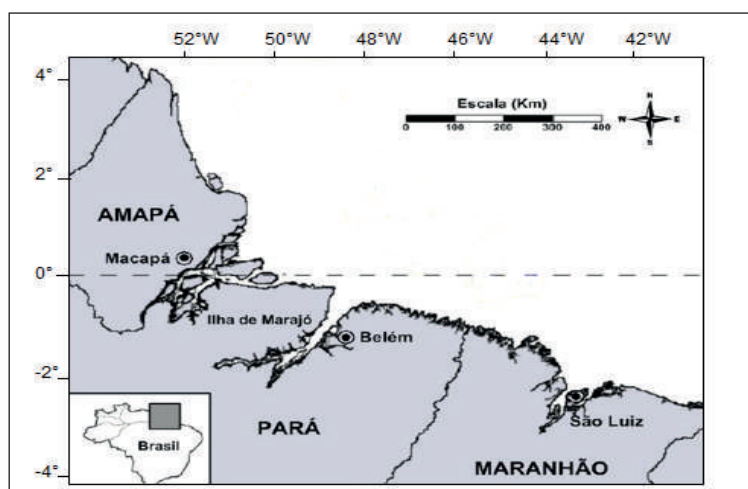 52°W 50°W 48°W 46°W 44°W 42°W
4°
Escala (Km)
0 100 200 300 400
N
W E
S
2°
AMAPÁ
Macapá
0°
Ilha de Marajó
Belém
-2°
São Luiz
PARÁ
Brasil
MARANHÃO
-4°